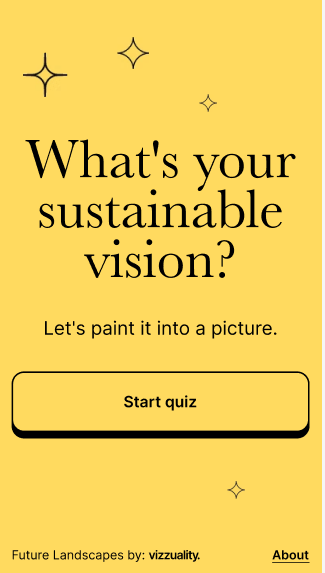 What's your
sustainable
vision?
Let's paint it into a picture.
Start quiz
Future Landscapes by: vizzuality.
About